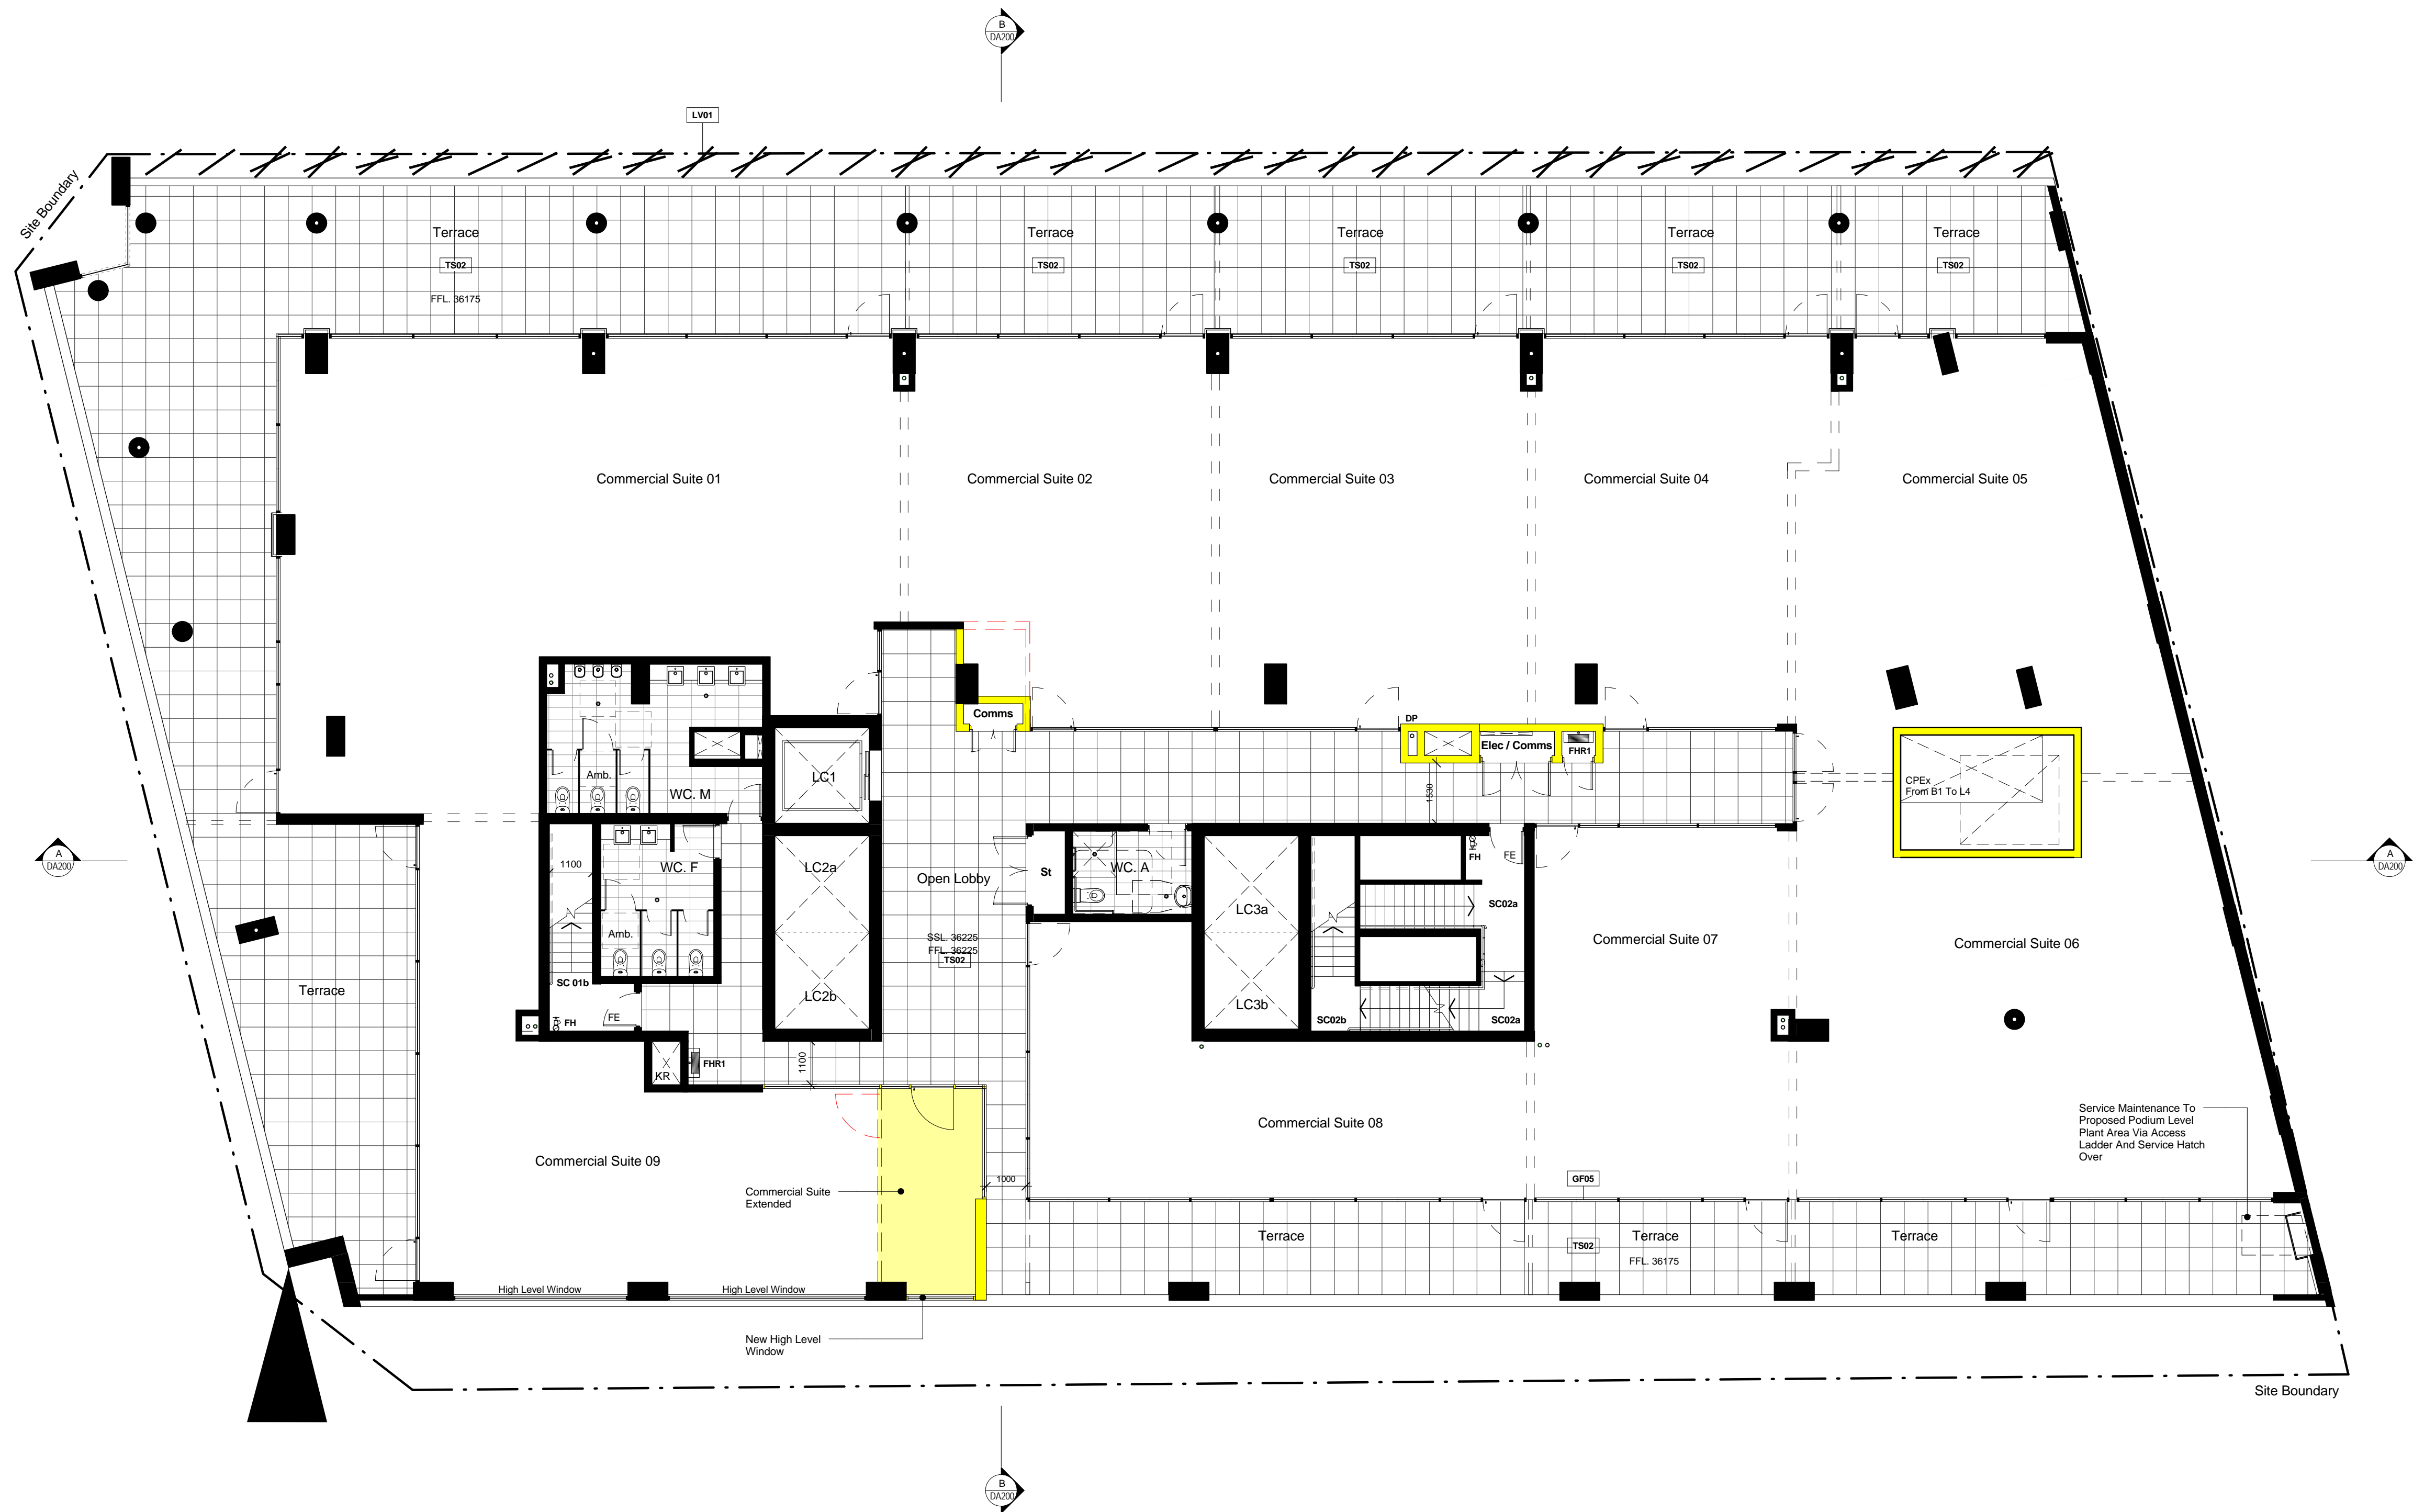 B
DA200
LV01
Site Boundary
Terrace
Terrace
Terrace
Terrace
Terrace
TS02
TS02
TS02
TS02
TS02
FFL. 36175
Commercial Suite 01
Commercial Suite 02
Commercial Suite 03
Commercial Suite 04
Commercial Suite 05
Comms
DP
Elec / Comms
FHR1
LC1
Amb.
WC. M
1530
CPEx
From B1 To L4
A
DA200
A
DA200
1100
WC. F
LC2a
Open Lobby
St
WC. A
FH
FE
LC3a
SC02a
Amb.
SSL. 36225
FFL. 36225
TS02
Commercial Suite 07
Commercial Suite 06
Terrace
SC 01b
LC2b
LC3b
FH
FE
SC02b
SC02a
KR
FHR1
1100
Commercial Suite 08
Commercial Suite 09
Commercial Suite
Extended
1000
GF05
Service Maintenance To
Proposed Podium Level
Plant Area Via Access
Ladder And Service Hatch
Over
Terrace
Terrace
Terrace
TS02
FFL. 36175
High Level Window
High Level Window
New High Level
Window
Site Boundary
B
DA200